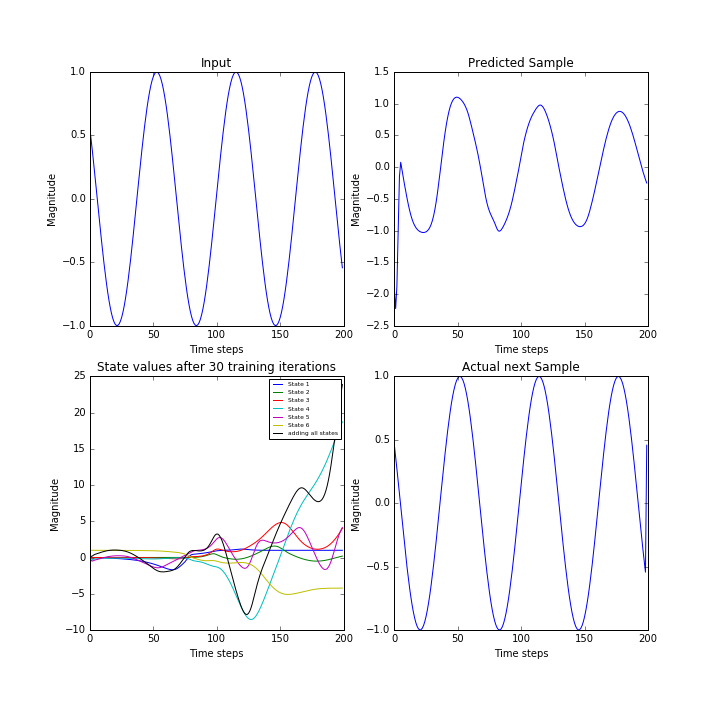 Input
Magnitude
1.0
0.5
0.0
−0.5
−1.0
0 50 100 150 200
Time steps
Predicted Sample
Magnitude
1.5
1.0
0.5
0.0
−0.5
−1.0
−1.5
−2.0
−2.5
0 50 100 150 200
Time steps
State values after 30 training iterations
Magnitude
25
20
15
10
5
0
−5
−10
0 50 100 150 200
Time steps
State 1
State 2
State 3
State 4
State 5
State 6
adding all states
Actual next Sample
Magnitude
1.0
0.5
0.0
−0.5
−1.0
0 50 100 150 200
Time steps